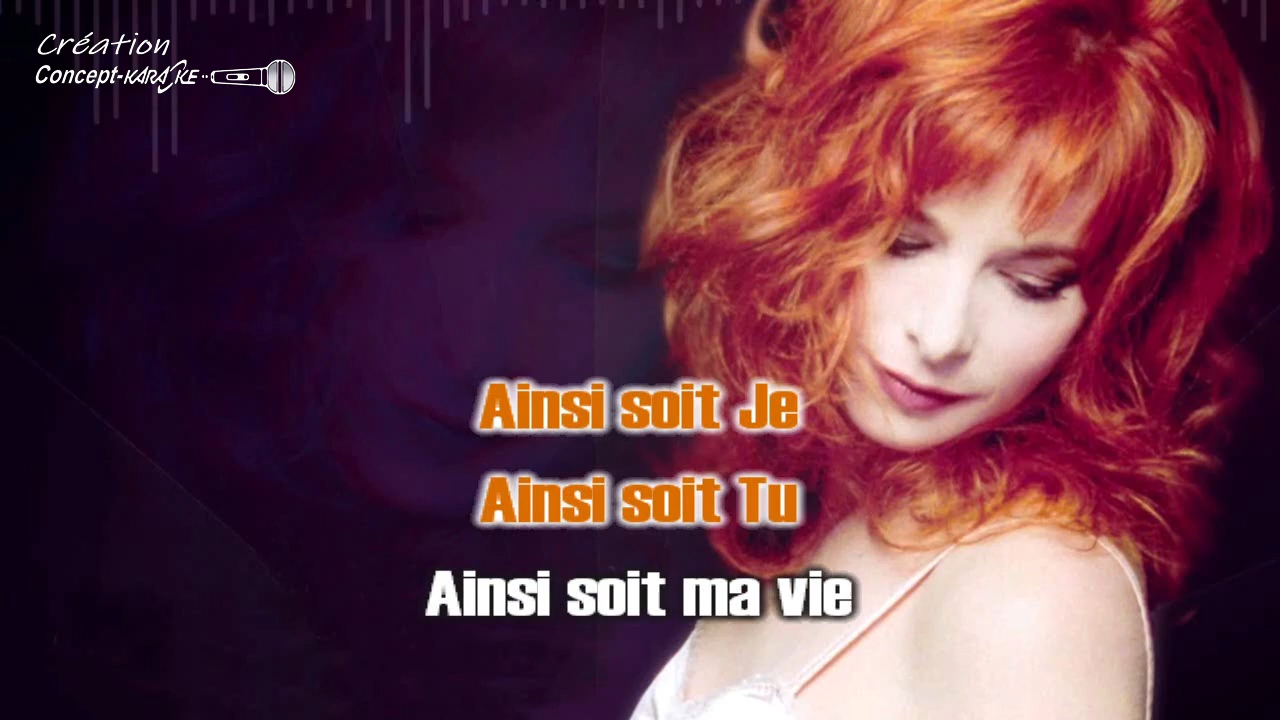 Création
Concept-KARAOKE
Ainsi soit Je
Ainsi soit Tu
Ainsi soit ma vie